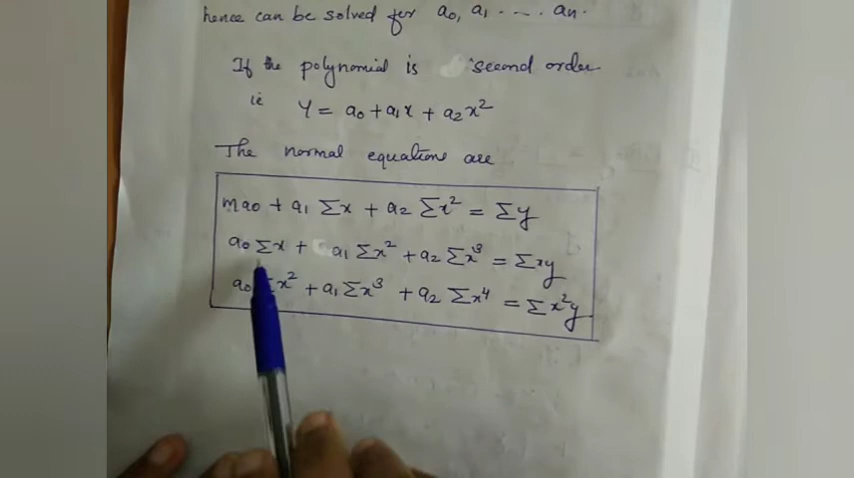 hence can be solved for a₀, a₁ - - . . aₙ.
If the polynomial is second order
ie Y = a₀ + a₁x + a₂x²
The normal equations are
ma₀ + a₁ Σx + a₂ Σx² = Σy
a₀ Σx + a₁ Σx² + a₂ Σx³ = Σxy
a₀ Σx² + a₁ Σx³ + a₂ Σx⁴ = Σx²y